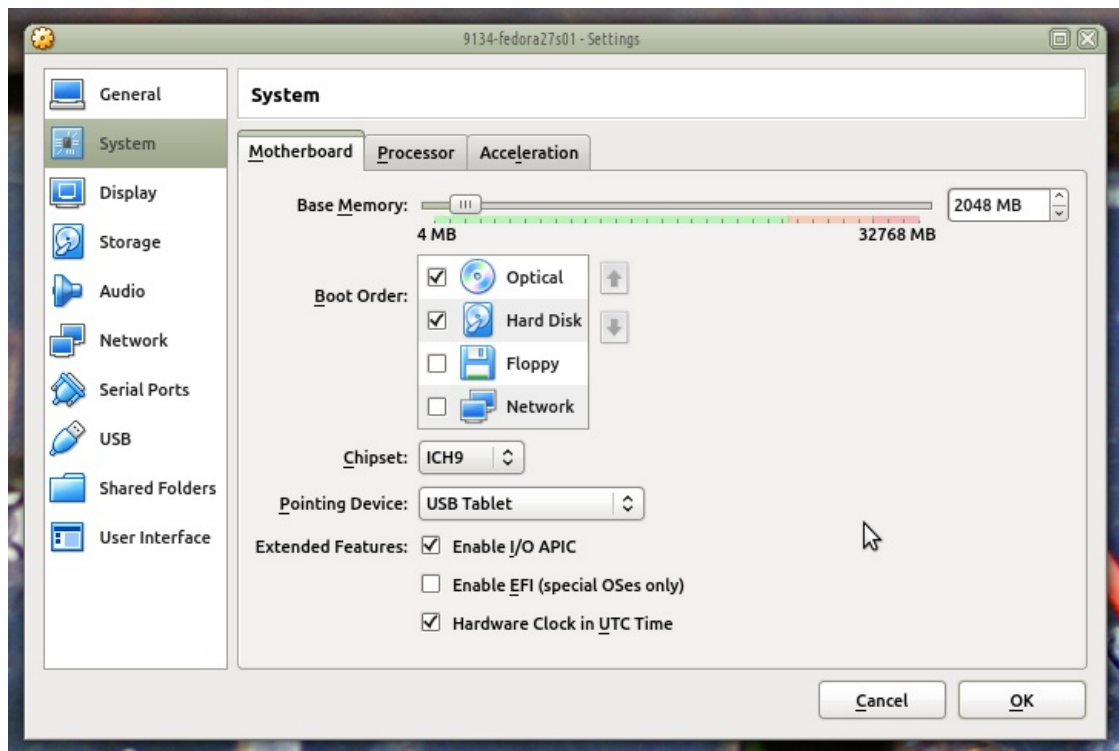 9134-fedora27s01 - Settings
General
System
Display
Storage
Audio
Network
Serial Ports
USB
Shared Folders
User Interface
System
Motherboard Processor Acceleration
Base Memory: 2048 MB
4 MB 32768 MB
Boot Order:
Optical
Hard Disk
Floppy
Network
Chipset: ICH9
Pointing Device: USB Tablet
Extended Features: Enable I/O APIC
Enable EFI (special OSes only)
Hardware Clock in UTC Time
Cancel OK